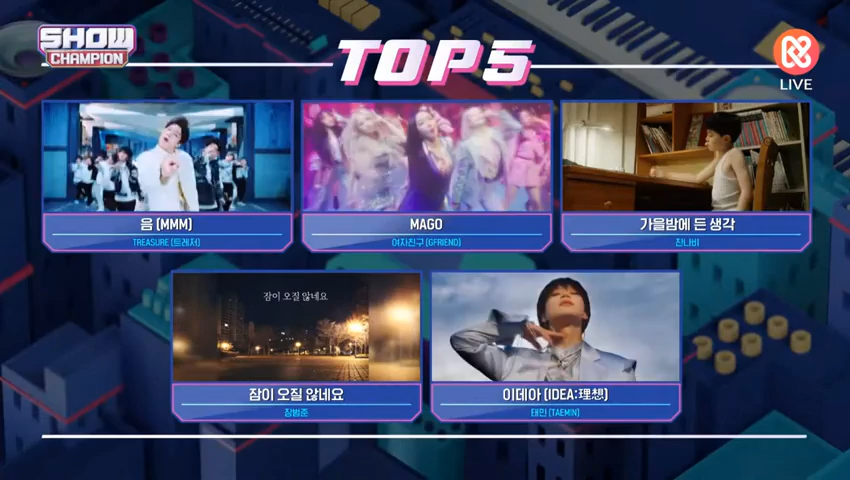 SHOW
CHAMPION
TOP5
LIVE
음 (MMM)
TREASURE (트레저)
MAGO
여자친구 (GFRIEND)
가을밤에 든 생각
잔나비
잠이 오질 않네요
잠이 오질 않네요
장범준
이데아 (IDEA:理想)
태민 (TAEMIN)